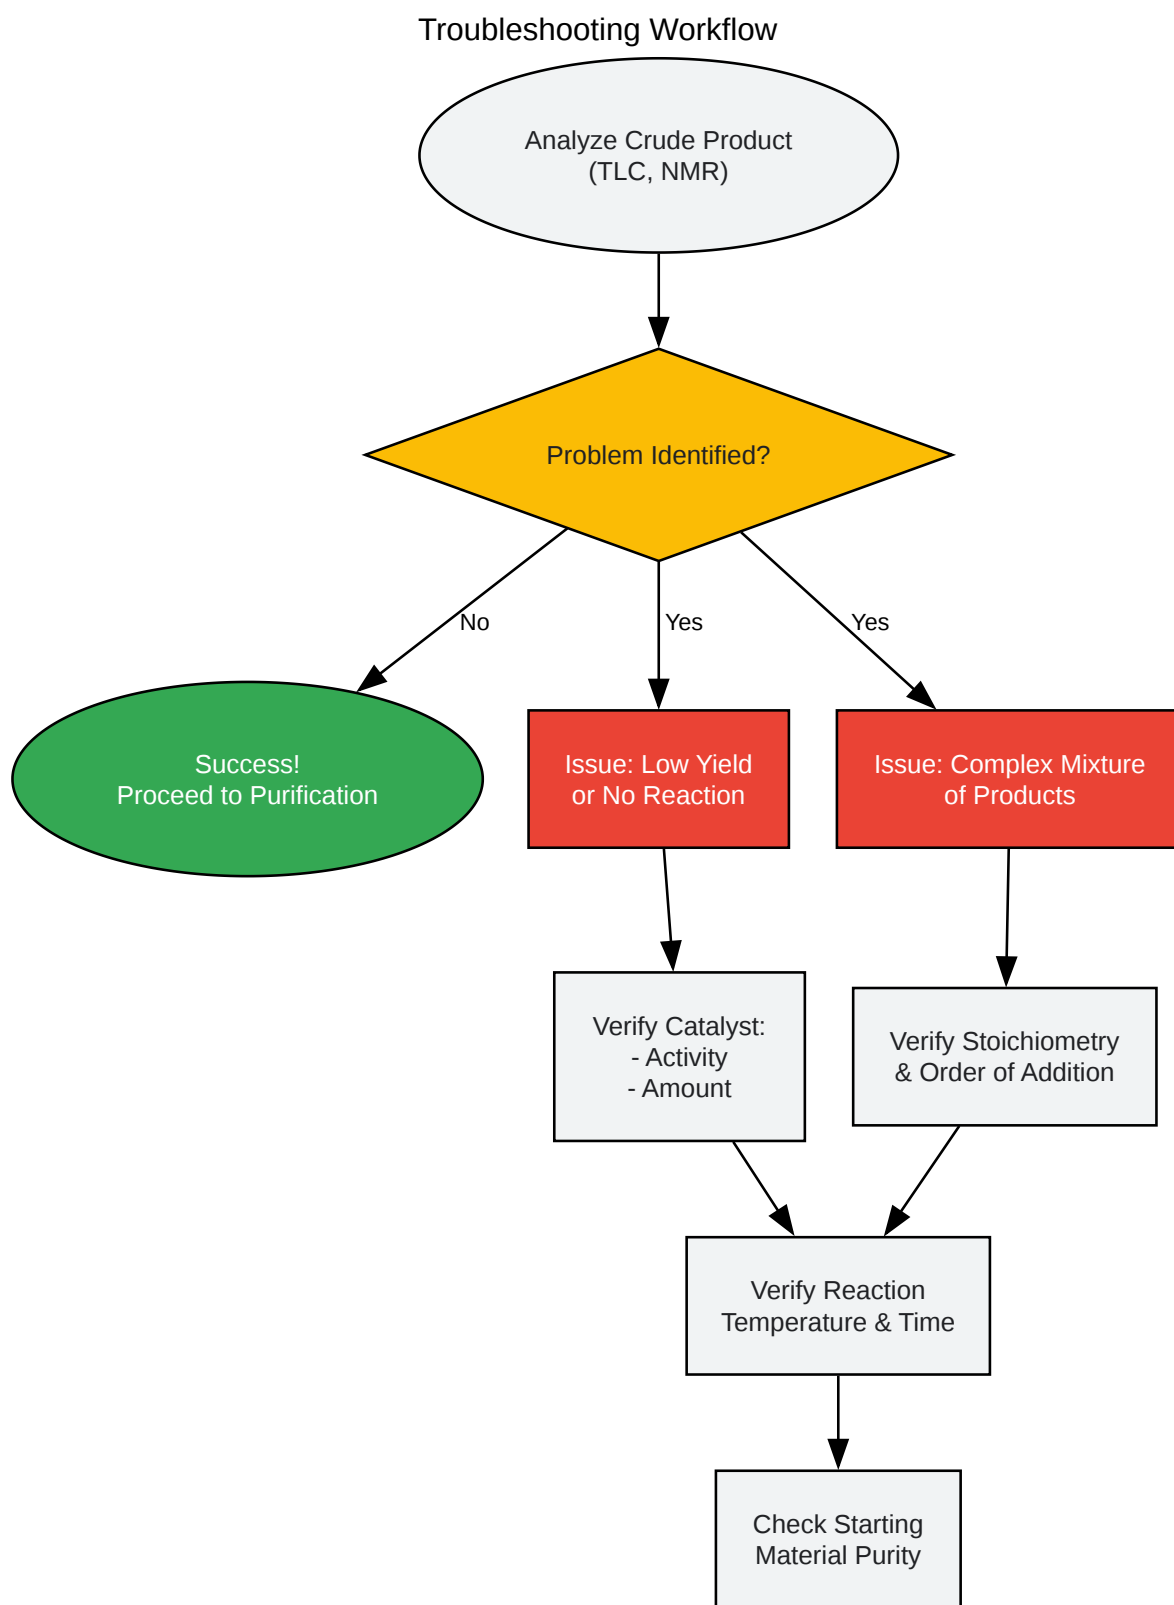 Troubleshooting Workflow
Analyze Crude Product
(TLC, NMR)
Problem Identified?
No
Yes
Yes
Success!
Proceed to Purification
Issue: Low Yield
or No Reaction
Issue: Complex Mixture
of Products
Verify Catalyst:
- Activity
- Amount
Verify Stoichiometry
& Order of Addition
Verify Reaction
Temperature & Time
Check Starting
Material Purity